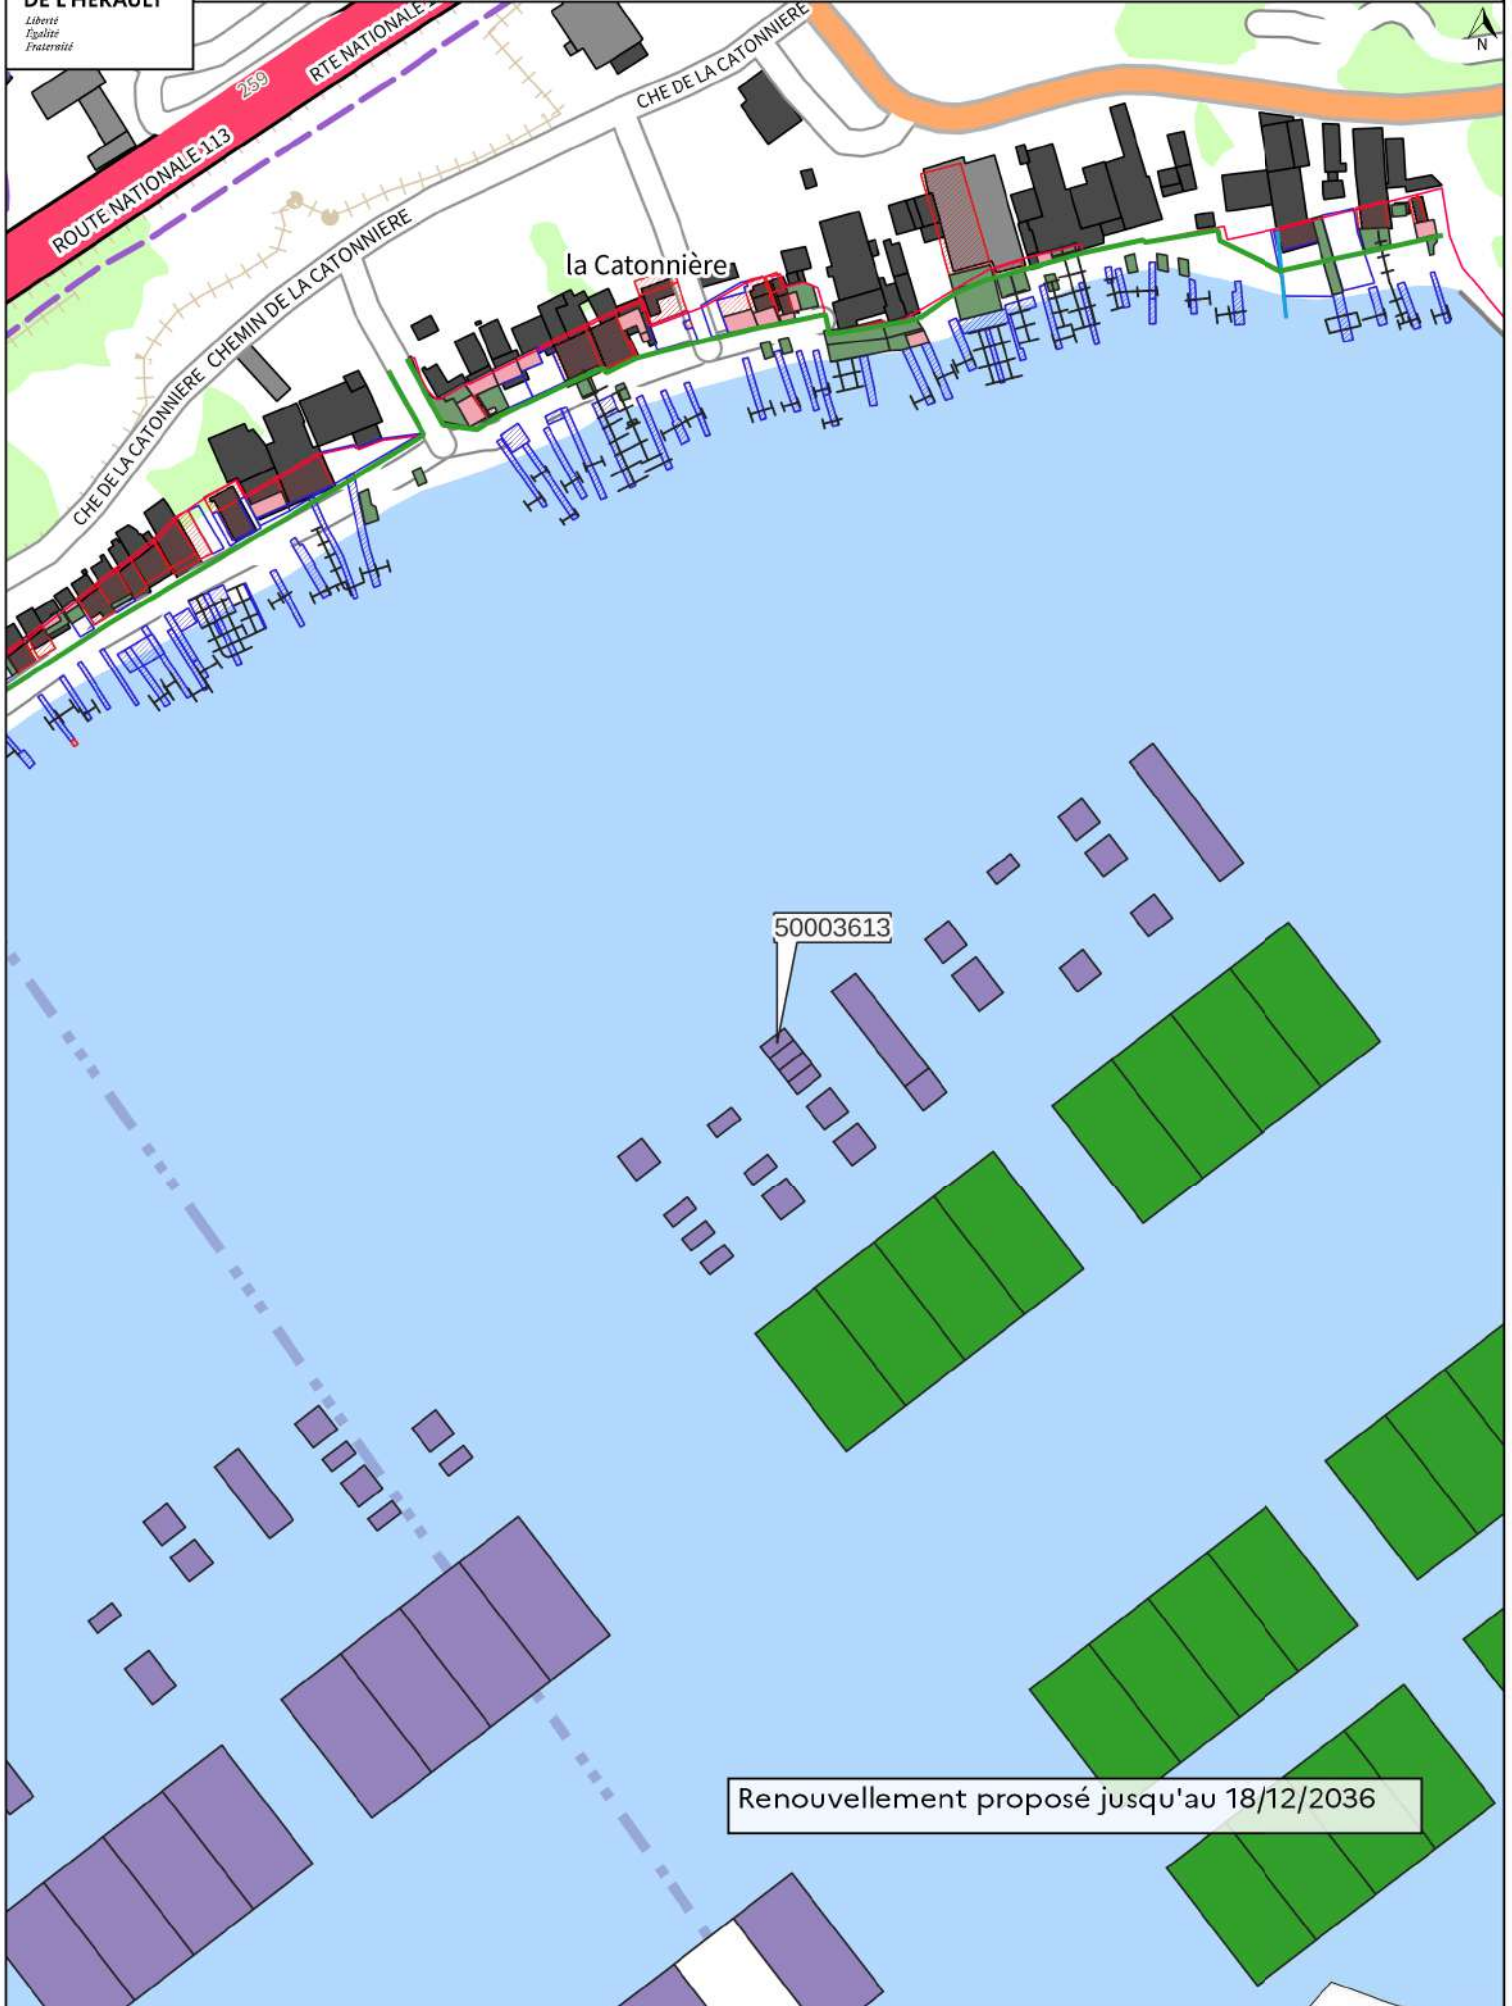 DE L'HÉRAULT
Liberté
Égalité
Fraternité
N
RTE NATIONALE
259
ROUTE NATIONALE 113
CHE DE LA CATONNIERE
CHEMIN DE LA CATONNIERE
CHE DE LA CATONNIERE
la Catonnière
50003613
Renouvellement proposé jusqu'au 18/12/2036